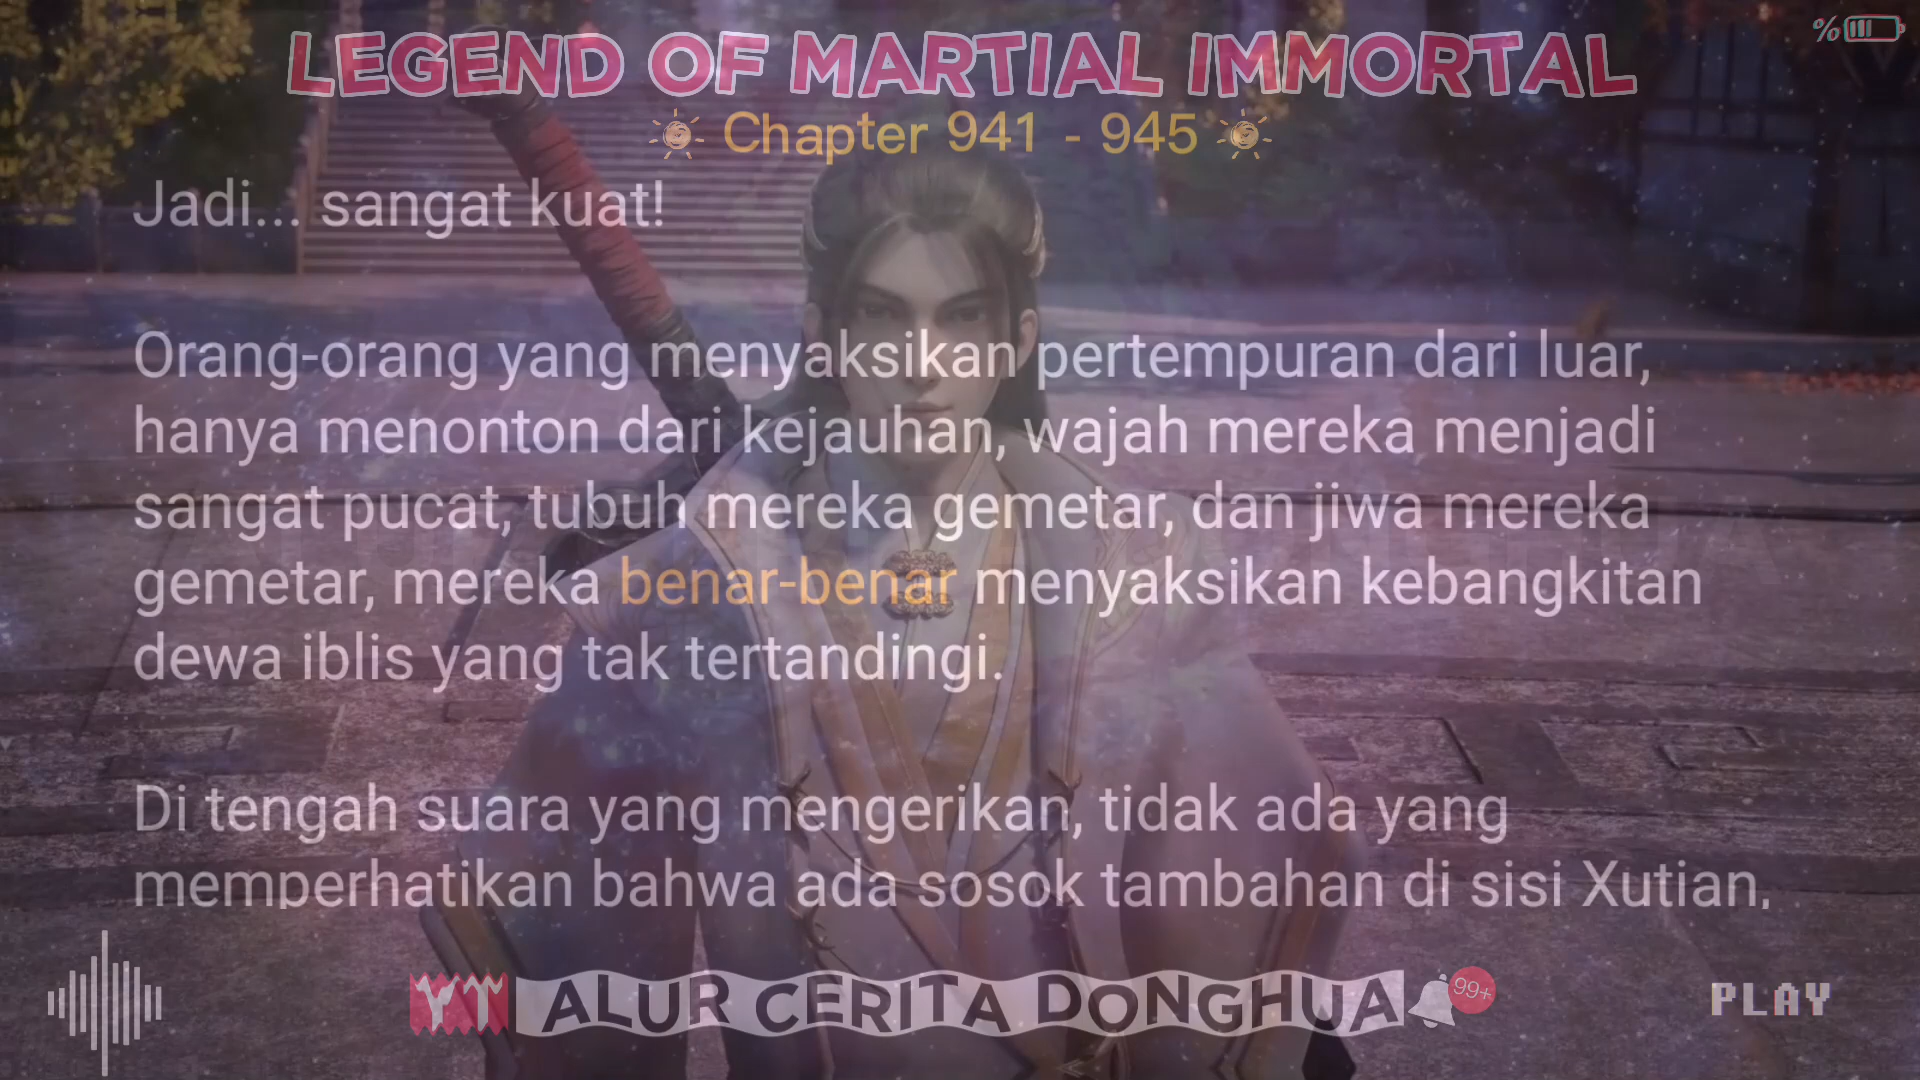 LEGEND OF MARTIAL IMMORTAL
%
Chapter 941 - 945
Jadi... sangat kuat!
Orang-orang yang menyaksikan pertempuran dari luar,
hanya menonton dari kejauhan, wajah mereka menjadi
sangat pucat, tubuh mereka gemetar, dan jiwa mereka
gemetar, mereka benar-benar menyaksikan kebangkitan
dewa iblis yang tak tertandingi.
Di tengah suara yang mengerikan, tidak ada yang
memperhatikan bahwa ada sosok tambahan di sisi Xutian,
YT ALUR CERITA DONGHUA 99+
PLAY